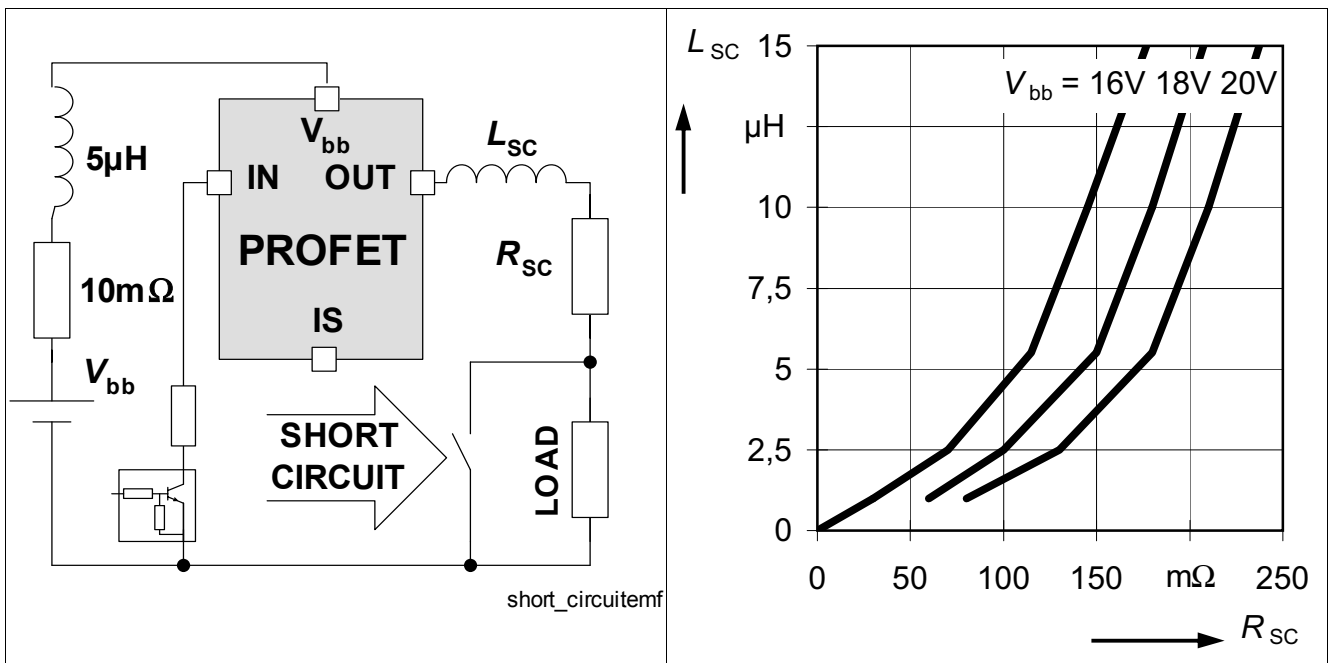 5µH
10mΩ
V bb
V bb
IN OUT
PROFET
IS
L SC
R SC
SHORT
CIRCUIT
LOAD
short_circuitemf
L SC
µH
15
10
7,5
5
2,5
0
V bb = 16V 18V 20V
0 50 100 150 mΩ 250
R SC